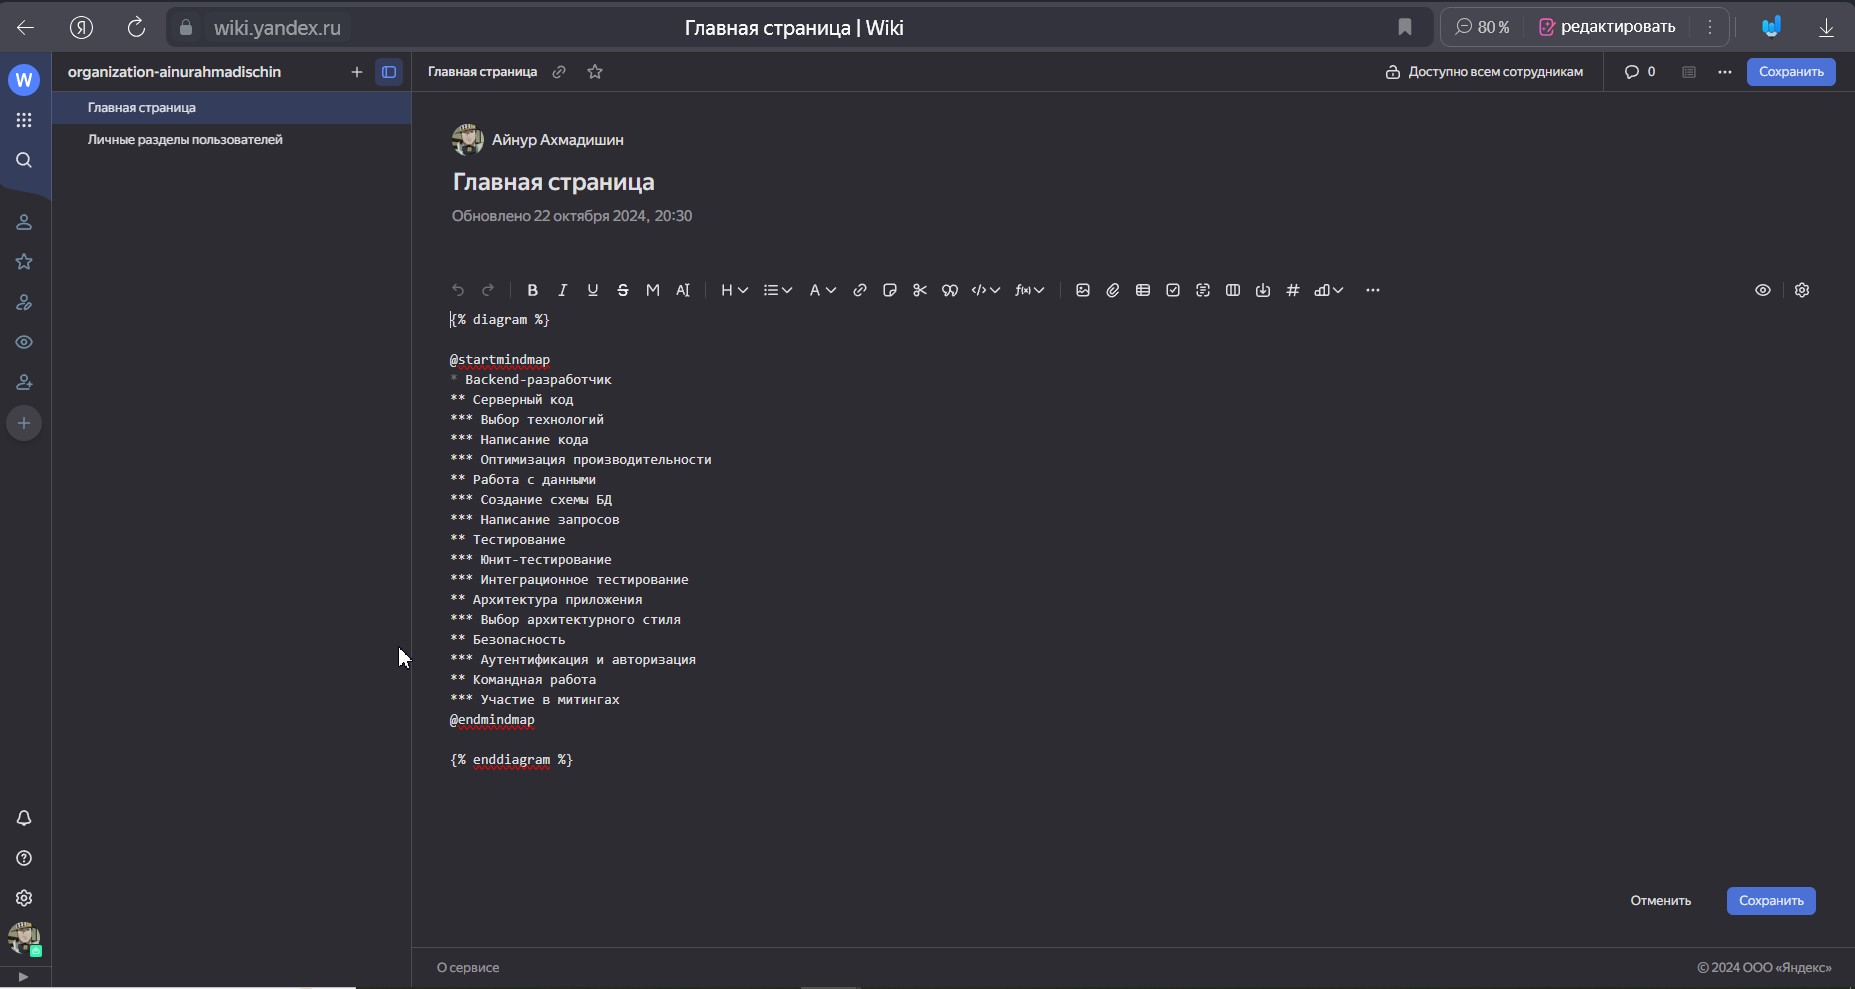 Я
wiki.yandex.ru
Главная страница | Wiki
80 %
редактировать
W
organization-ainurahmadischin
Главная страница
Доступно всем сотрудникам
0
Сохранить
Главная страница
Личные разделы пользователей
Айнур Ахмадишин
Главная страница
Обновлено 22 октября 2024, 20:30
B I U S M AI H A </> f(x) #
{% diagram %}
@startmindmap
* Backend-разработчик
** Серверный код
*** Выбор технологий
*** Написание кода
*** Оптимизация производительности
** Работа с данными
*** Создание схемы БД
*** Написание запросов
** Тестирование
*** Юнит-тестирование
*** Интеграционное тестирование
** Архитектура приложения
*** Выбор архитектурного стиля
** Безопасность
*** Аутентификация и авторизация
** Командная работа
*** Участие в митингах
@endmindmap
{% enddiagram %}
Отменить
Сохранить
О сервисе
© 2024 ООО «Яндекс»